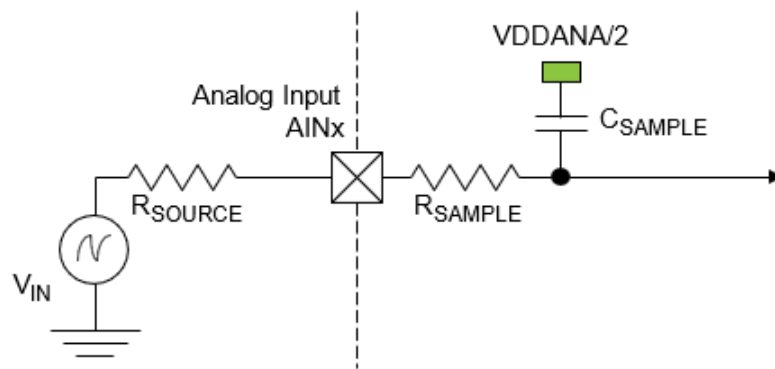 VDDANA/2
Analog Input
AINx
CSAMPLE
RSOURCE
RSAMPLE
VIN